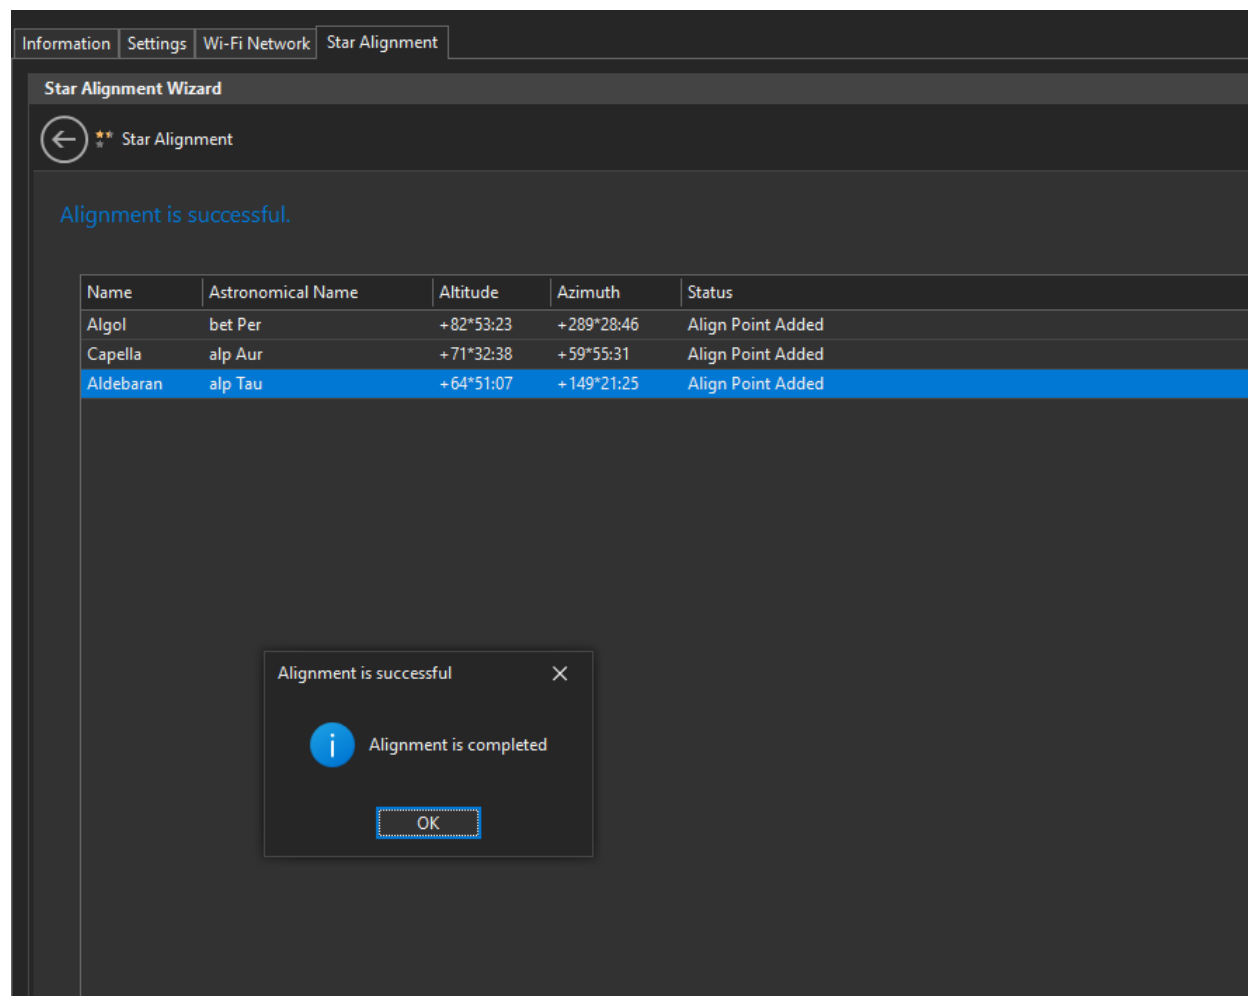 Information Settings Wi-Fi Network Star Alignment
Star Alignment Wizard
Star Alignment
Alignment is successful.
Name Astronomical Name Altitude Azimuth Status
Algol bet Per +82*53:23 +289*28:46 Align Point Added
Capella alp Aur +71*32:38 +59*55:31 Align Point Added
Aldebaran alp Tau +64*51:07 +149*21:25 Align Point Added
Alignment is successful
Alignment is completed
OK